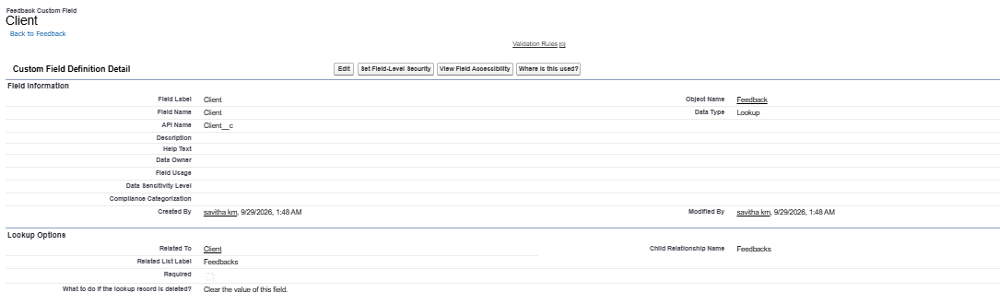 Feedback Custom Field
Client
Back to Feedback
Validation Rules [0]
Custom Field Definition Detail
Edit
Set Field-Level Security
View Field Accessibility
Where is this used?
Field Information
Field Label Client
Object Name Feedback
Field Name Client
Data Type Lookup
API Name Client__c
Description
Help Text
Data Owner
Field Usage
Data Sensitivity Level
Compliance Categorization
Created By savitha km, 9/29/2026, 1:48 AM
Modified By savitha km, 9/29/2026, 1:48 AM
Lookup Options
Related To Client
Child Relationship Name Feedbacks
Related List Label Feedbacks
Required
What to do if the lookup record is deleted? Clear the value of this field.